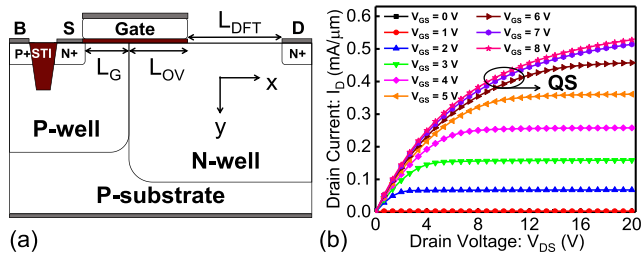 B S Gate L_DFT D
P+ STI N+ N+
L_G L_OV
x
y
P-well
N-well
P-substrate
(a)
Drain Current: I_D (mA/μm)
0.6
0.5
0.4
0.3
0.2
0.1
0.0
V_GS = 0 V
V_GS = 1 V
V_GS = 2 V
V_GS = 3 V
V_GS = 4 V
V_GS = 5 V
V_GS = 6 V
V_GS = 7 V
V_GS = 8 V
QS
0 4 8 12 16 20
Drain Voltage: V_DS (V)
(b)